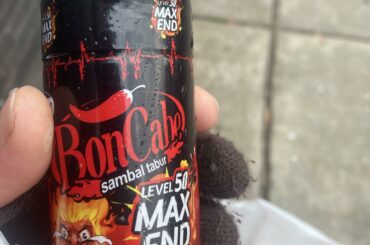 LEVEL 50
MAX
END
BonCabe
sambal tabur
LEVEL 50
MAX
END